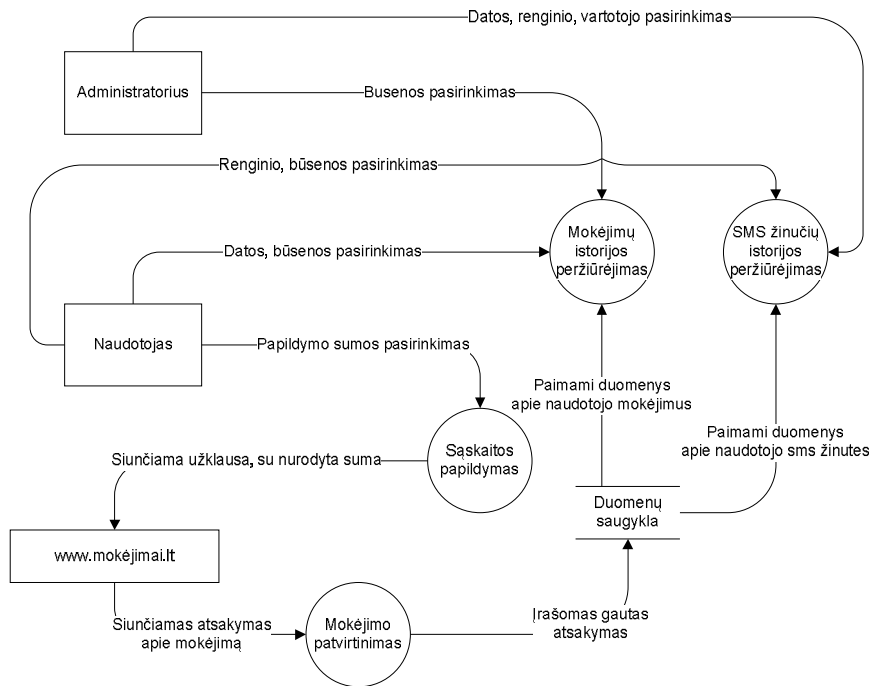 Datos, renginio, vartotojo pasirinkimas
Administratorius
Busenos pasirinkimas
Renginio, būsenos pasirinkimas
Mokėjimų
istorijos
peržiūrėjimas
SMS žinučių
istorijos
peržiūrėjimas
Datos, būsenos pasirinkimas
Naudotojas
Papildymo sumos pasirinkimas
Paimami duomenys
apie naudotojo mokėjimus
Paimami duomenys
apie naudotojo sms žinutes
Sąskaitos
papildymas
Siunčiama užklausa, su nurodyta suma
Duomenų
saugykla
www.mokėjimai.lt
Siunčiamas atsakymas
apie mokėjimą
Mokėjimo
patvirtinimas
Įrašomas gautas
atsakymas